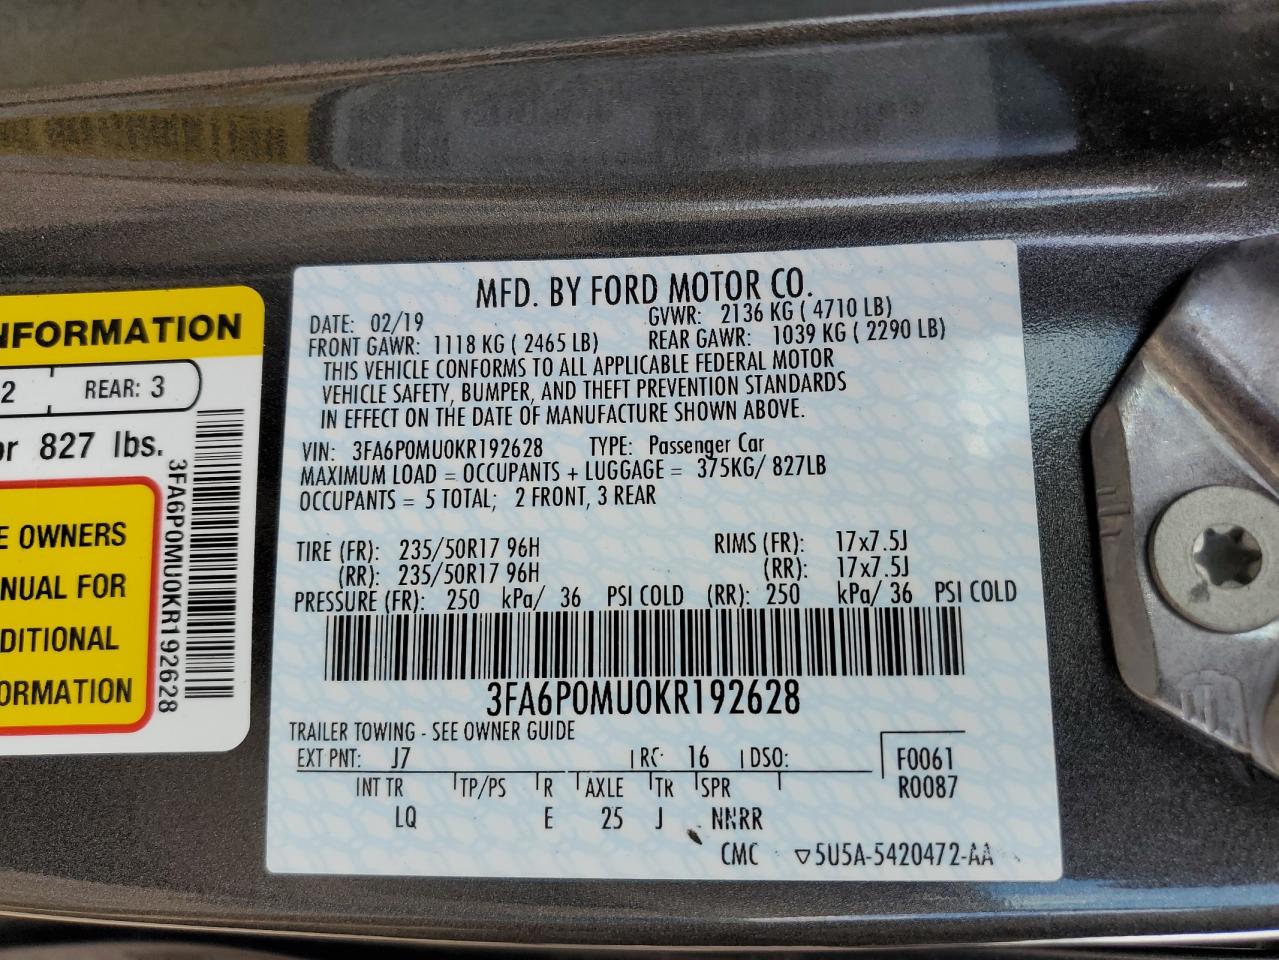 NFORMATION
2 REAR: 3
or 827 lbs.
E OWNERS
NUAL FOR
DITIONAL
ORMATION
3FA6P0MU0KR192628
MFD. BY FORD MOTOR CO.
DATE: 02/19 GVWR: 2136 KG ( 4710 LB)
FRONT GAWR: 1118 KG ( 2465 LB) REAR GAWR: 1039 KG ( 2290 LB)
THIS VEHICLE CONFORMS TO ALL APPLICABLE FEDERAL MOTOR
VEHICLE SAFETY, BUMPER, AND THEFT PREVENTION STANDARDS
IN EFFECT ON THE DATE OF MANUFACTURE SHOWN ABOVE.
VIN: 3FA6P0MU0KR192628 TYPE: Passenger Car
MAXIMUM LOAD = OCCUPANTS + LUGGAGE = 375KG/ 827LB
OCCUPANTS = 5 TOTAL; 2 FRONT, 3 REAR
TIRE (FR): 235/50R17 96H RIMS (FR): 17x7.5J
(RR): 235/50R17 96H (RR): 17x7.5J
PRESSURE (FR): 250 kPa/ 36 PSI COLD (RR): 250 kPa/ 36 PSI COLD
3FA6P0MU0KR192628
TRAILER TOWING - SEE OWNER GUIDE
EXT PNT: J7 RC: 16 DSO: F0061
INT TR TP/PS R AXLE TR SPR R0087
LQ E 25 J NNRR
CMC ▽5U5A-5420472-AA